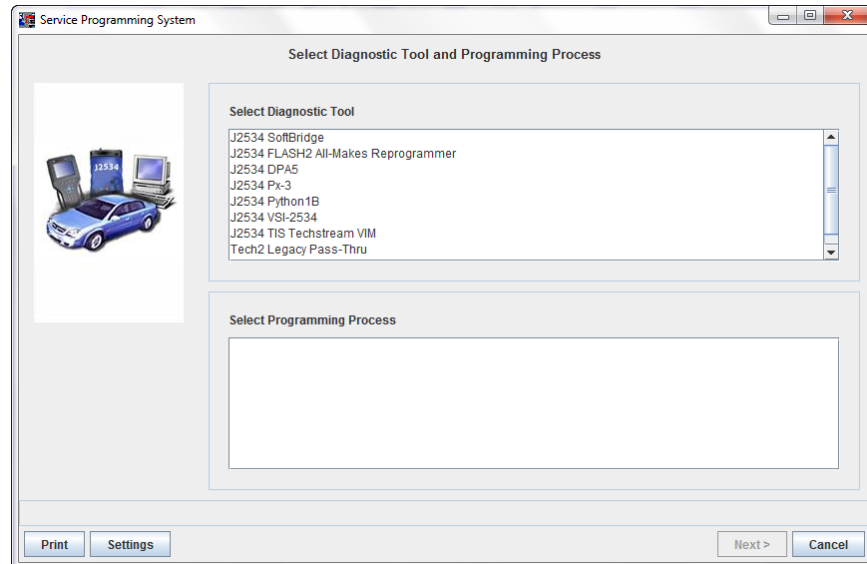 Service Programming System
Select Diagnostic Tool and Programming Process
J2534
Select Diagnostic Tool
J2534 SoftBridge
J2534 FLASH2 All-Makes Reprogrammer
J2534 DPA5
J2534 Px-3
J2534 Python1B
J2534 VSI-2534
J2534 TIS Techstream VIM
Tech2 Legacy Pass-Thru
Select Programming Process
Print
Settings
Next >
Cancel